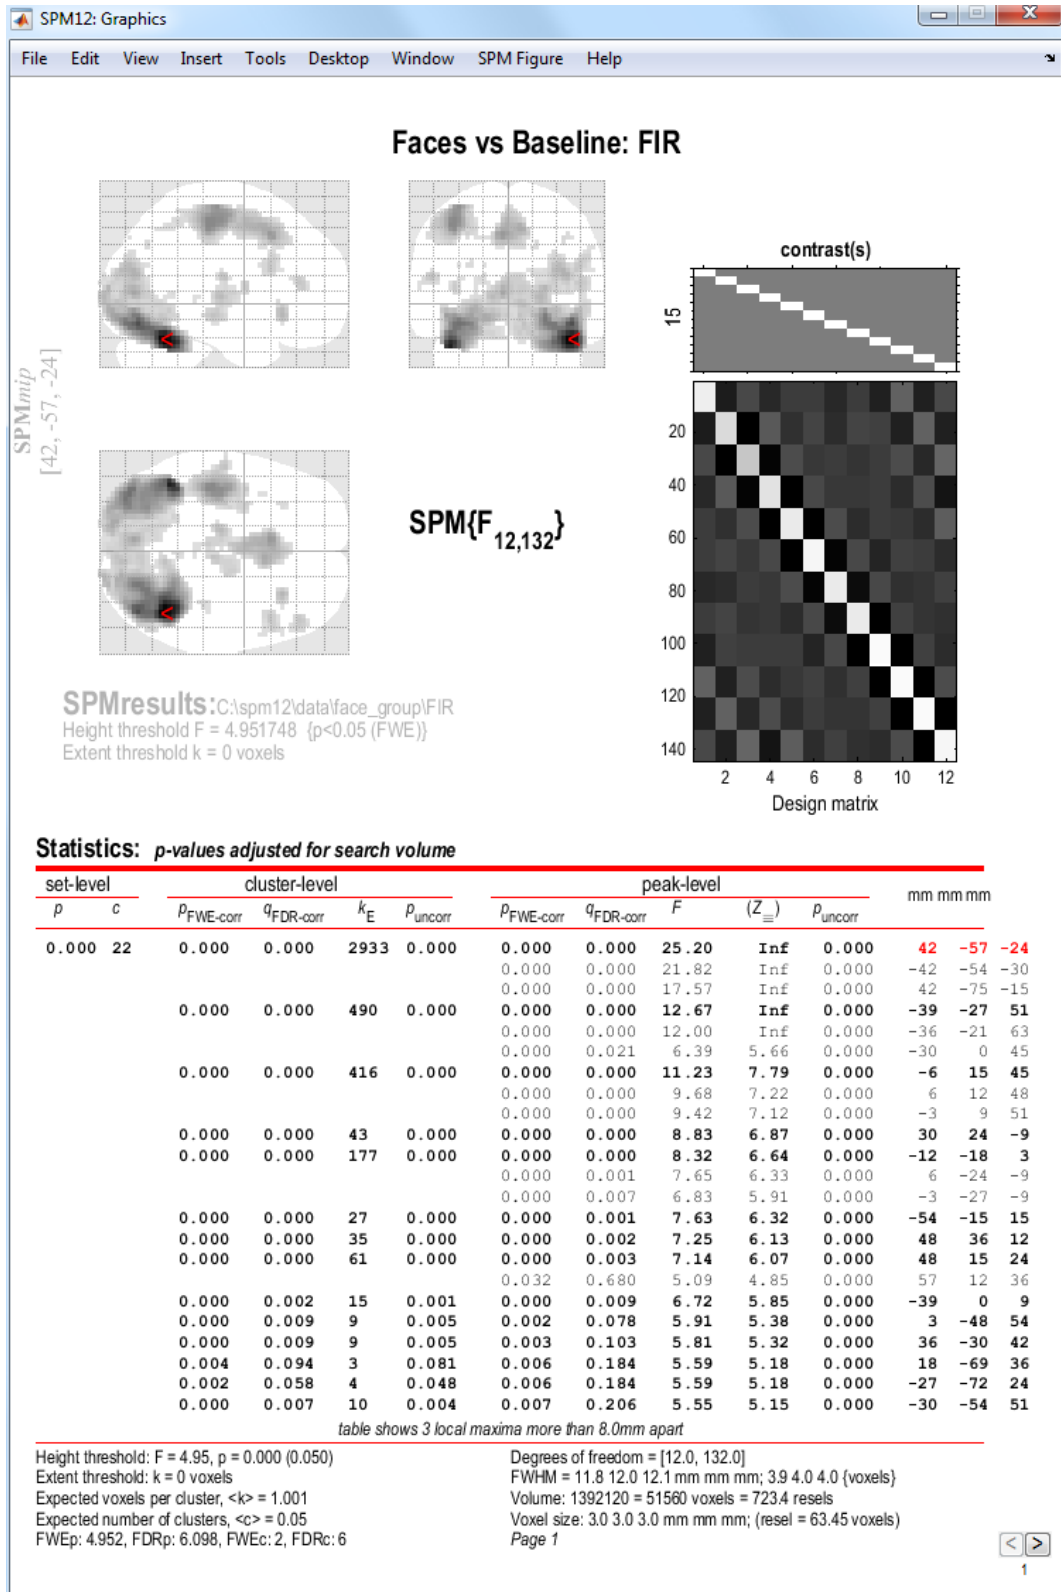 SPM12: Graphics
File Edit View Insert Tools Desktop Window SPM Figure Help
Faces vs Baseline: FIR
SPMmip
[42, -57, -24]
<
<
<
SPM{F12,132}
contrast(s)
15
20
40
60
80
100
120
140
2 4 6 8 10 12
Design matrix
SPMresults: C:\spm12\data\face_group\FIR
Height threshold F = 4.951748 {p<0.05 (FWE)}
Extent threshold k = 0 voxels
Statistics: p-values adjusted for search volume
set-level cluster-level peak-level mm mm mm
p c pFWE-corr qFDR-corr kE puncorr pFWE-corr qFDR-corr F (Z≡) puncorr
0.000 22 0.000 0.000 2933 0.000 0.000 0.000 25.20 Inf 0.000 42 -57 -24
0.000 0.000 21.82 Inf 0.000 -42 -54 -30
0.000 0.000 17.57 Inf 0.000 42 -75 -15
0.000 0.000 490 0.000 0.000 0.000 12.67 Inf 0.000 -39 -27 51
0.000 0.000 12.00 Inf 0.000 -36 -21 63
0.000 0.021 6.39 5.66 0.000 -30 0 45
0.000 0.000 416 0.000 0.000 0.000 11.23 7.79 0.000 -6 15 45
0.000 0.000 9.68 7.22 0.000 6 12 48
0.000 0.000 9.42 7.12 0.000 -3 9 51
0.000 0.000 43 0.000 0.000 0.000 8.83 6.87 0.000 30 24 -9
0.000 0.000 177 0.000 0.000 0.000 8.32 6.64 0.000 -12 -18 3
0.000 0.001 7.65 6.33 0.000 6 -24 -9
0.000 0.007 6.83 5.91 0.000 -3 -27 -9
0.000 0.000 27 0.000 0.000 0.001 7.63 6.32 0.000 -54 -15 15
0.000 0.000 35 0.000 0.000 0.002 7.25 6.13 0.000 48 36 12
0.000 0.000 61 0.000 0.000 0.003 7.14 6.07 0.000 48 15 24
0.032 0.680 5.09 4.85 0.000 57 12 36
0.000 0.002 15 0.001 0.000 0.009 6.72 5.85 0.000 -39 0 9
0.000 0.009 9 0.005 0.002 0.078 5.91 5.38 0.000 3 -48 54
0.000 0.009 9 0.005 0.003 0.103 5.81 5.32 0.000 36 -30 42
0.004 0.094 3 0.081 0.006 0.184 5.59 5.18 0.000 18 -69 36
0.002 0.058 4 0.048 0.006 0.184 5.59 5.18 0.000 -27 -72 24
0.000 0.007 10 0.004 0.007 0.206 5.55 5.15 0.000 -30 -54 51
table shows 3 local maxima more than 8.0mm apart
Height threshold: F = 4.95, p = 0.000 (0.050)
Extent threshold: k = 0 voxels
Expected voxels per cluster, <k> = 1.001
Expected number of clusters, <c> = 0.05
FWEp: 4.952, FDRp: 6.098, FWEc: 2, FDRc: 6
Degrees of freedom = [12.0, 132.0]
FWHM = 11.8 12.0 12.1 mm mm mm; 3.9 4.0 4.0 {voxels}
Volume: 1392120 = 51560 voxels = 723.4 resels
Voxel size: 3.0 3.0 3.0 mm mm mm; (resel = 63.45 voxels)
Page 1
< >
1